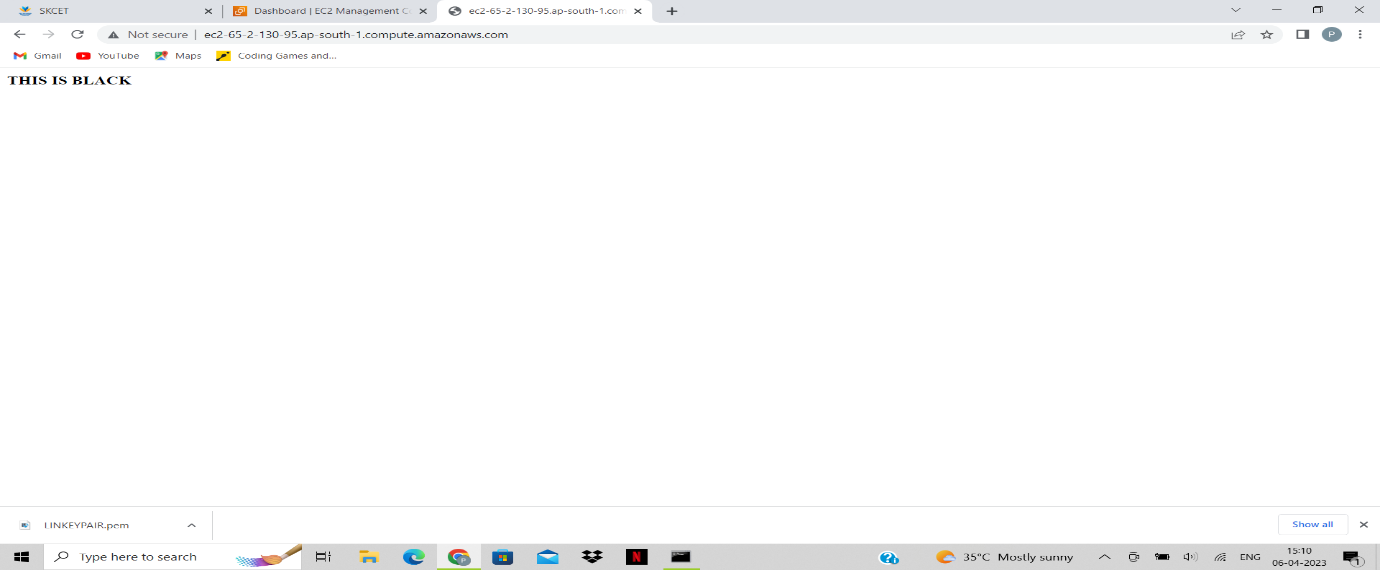 SKCET
Dashboard | EC2 Management C
ec2-65-2-130-95.ap-south-1.com
Not secure | ec2-65-2-130-95.ap-south-1.compute.amazonaws.com
P
Gmail YouTube Maps Coding Games and...
THIS IS BLACK
LINKEYPAIR.pem
Show all
Type here to search
N
35°C Mostly sunny
ENG
15:10
06-04-2023
1